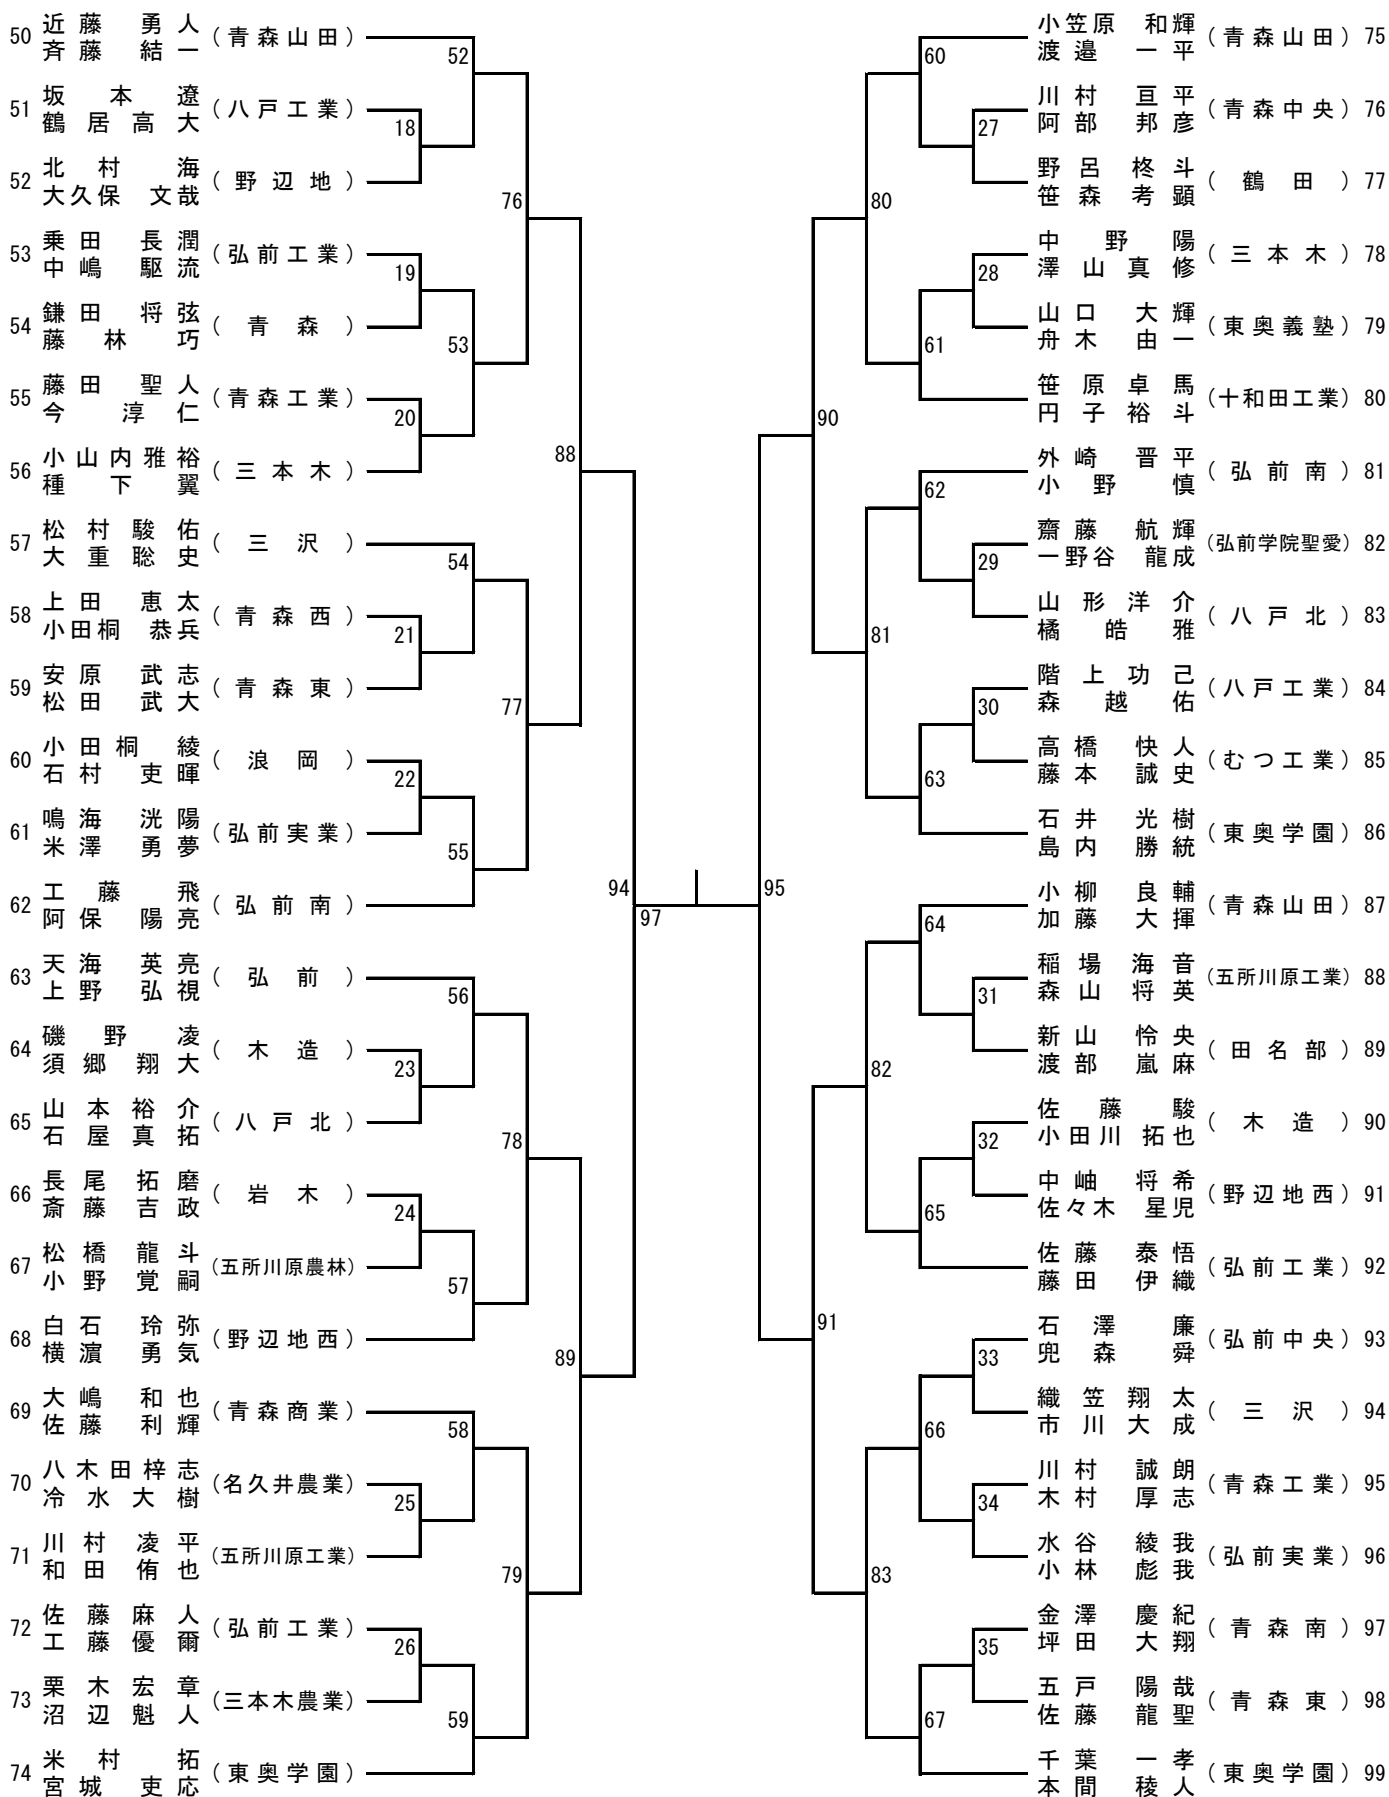 50 近藤勇人 (青森山田)
斉藤結一
52
51 坂本遼 (八戸工業)
鶴居高大
18
52 北村海 (野辺地)
大久保文哉
76
53 乗田長潤 (弘前工業)
中嶋駆流
19
54 鎌田将弦 (青森)
藤林巧
53
55 藤田聖人 (青森工業)
今淳仁
20
56 小山内雅裕 (三本木)
種下翼
88
57 松村駿佑 (三沢)
大重聡史
54
58 上田恵太 (青森西)
小田桐恭兵
21
59 安原武志 (青森東)
松田武大
77
60 小田桐綾 (浪岡)
石村吏暉
22
61 鳴海洸陽 (弘前実業)
米澤勇夢
55
62 工藤飛 (弘前南)
阿保陽亮
94
97
63 天海英亮 (弘前)
上野弘視
56
64 磯野凌 (木造)
須郷翔大
23
65 山本裕介 (八戸北)
石屋真拓
78
66 長尾拓磨 (岩木)
斎藤吉政
24
67 松橋龍斗 (五所川原農林)
小野覚嗣
57
68 白石玲弥 (野辺地西)
横濵勇気
89
69 大嶋和也 (青森商業)
佐藤利輝
58
70 八木田梓志 (名久井農業)
冷水大樹
25
71 川村凌平 (五所川原工業)
和田侑也
79
72 佐藤麻人 (弘前工業)
工藤優爾
26
73 栗木宏章 (三本木農業)
沼辺魁人
59
74 米村拓 (東奥学園)
宮城吏応
小笠原和輝 (青森山田) 75
渡邉一平
60
川村亘平 (青森中央) 76
阿部邦彦
27
野呂柊斗 (鶴田) 77
笹森考顕
80
中野陽 (三本木) 78
澤山真修
28
山口大輝 (東奥義塾) 79
舟木由一
61
笹原卓馬 (十和田工業) 80
円子裕斗
90
外崎晋平 (弘前南) 81
小野慎
62
齋藤航輝 (弘前学院聖愛) 82
一野谷龍成
29
山形洋介 (八戸北) 83
橘皓雅
81
階上功己 (八戸工業) 84
森越佑
30
高橋快人 (むつ工業) 85
藤本誠史
63
石井光樹 (東奥学園) 86
島内勝統
95
小柳良輔 (青森山田) 87
加藤大揮
64
稲場海音 (五所川原工業) 88
森山将英
31
新山怜央 (田名部) 89
渡部嵐麻
82
佐藤駿 (木造) 90
小田川拓也
32
中岫将希 (野辺地西) 91
佐々木星児
65
佐藤泰悟 (弘前工業) 92
藤田伊織
91
石澤廉 (弘前中央) 93
兜森舜
33
織笠翔太 (三沢) 94
市川大成
66
川村誠朗 (青森工業) 95
木村厚志
34
水谷綾我 (弘前実業) 96
小林彪我
83
金澤慶紀 (青森南) 97
坪田大翔
35
五戸陽哉 (青森東) 98
佐藤龍聖
67
千葉一孝 (東奥学園) 99
本間稜人